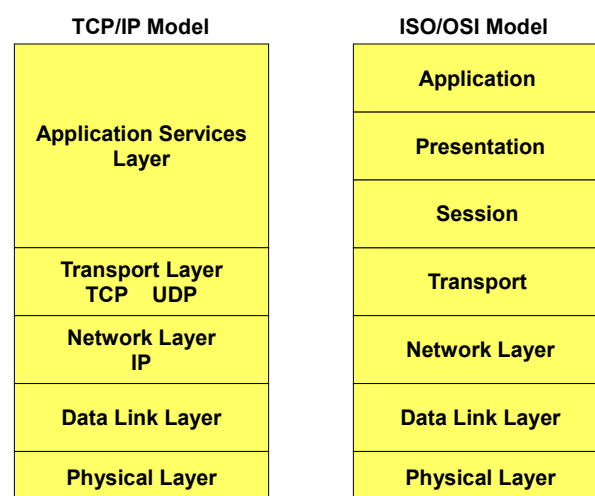 TCP/IP Model
Application Services
Layer
Transport Layer
TCP UDP
Network Layer
IP
Data Link Layer
Physical Layer
ISO/OSI Model
Application
Presentation
Session
Transport
Network Layer
Data Link Layer
Physical Layer